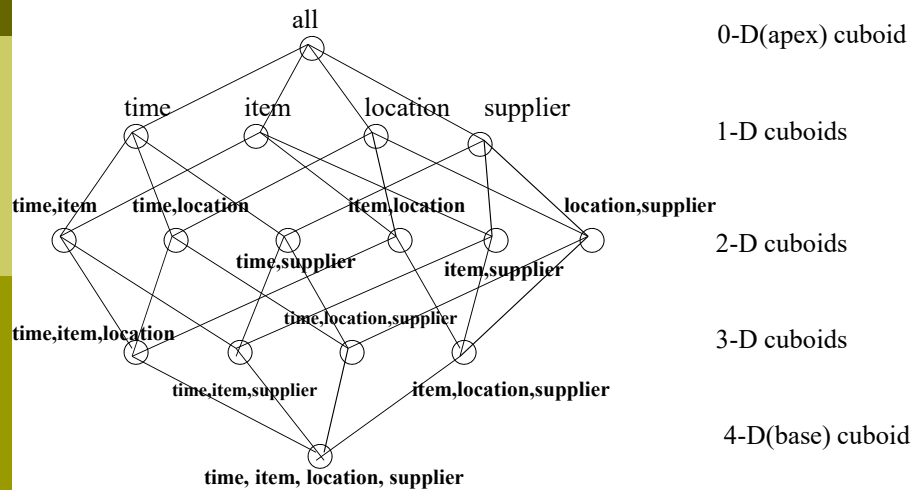 all
0-D(apex) cuboid
time
item
location
supplier
1-D cuboids
time,item
time,location
item,location
location,supplier
2-D cuboids
time,supplier
item,supplier
time,item,location
time,location,supplier
3-D cuboids
time,item,supplier
item,location,supplier
4-D(base) cuboid
time, item, location, supplier